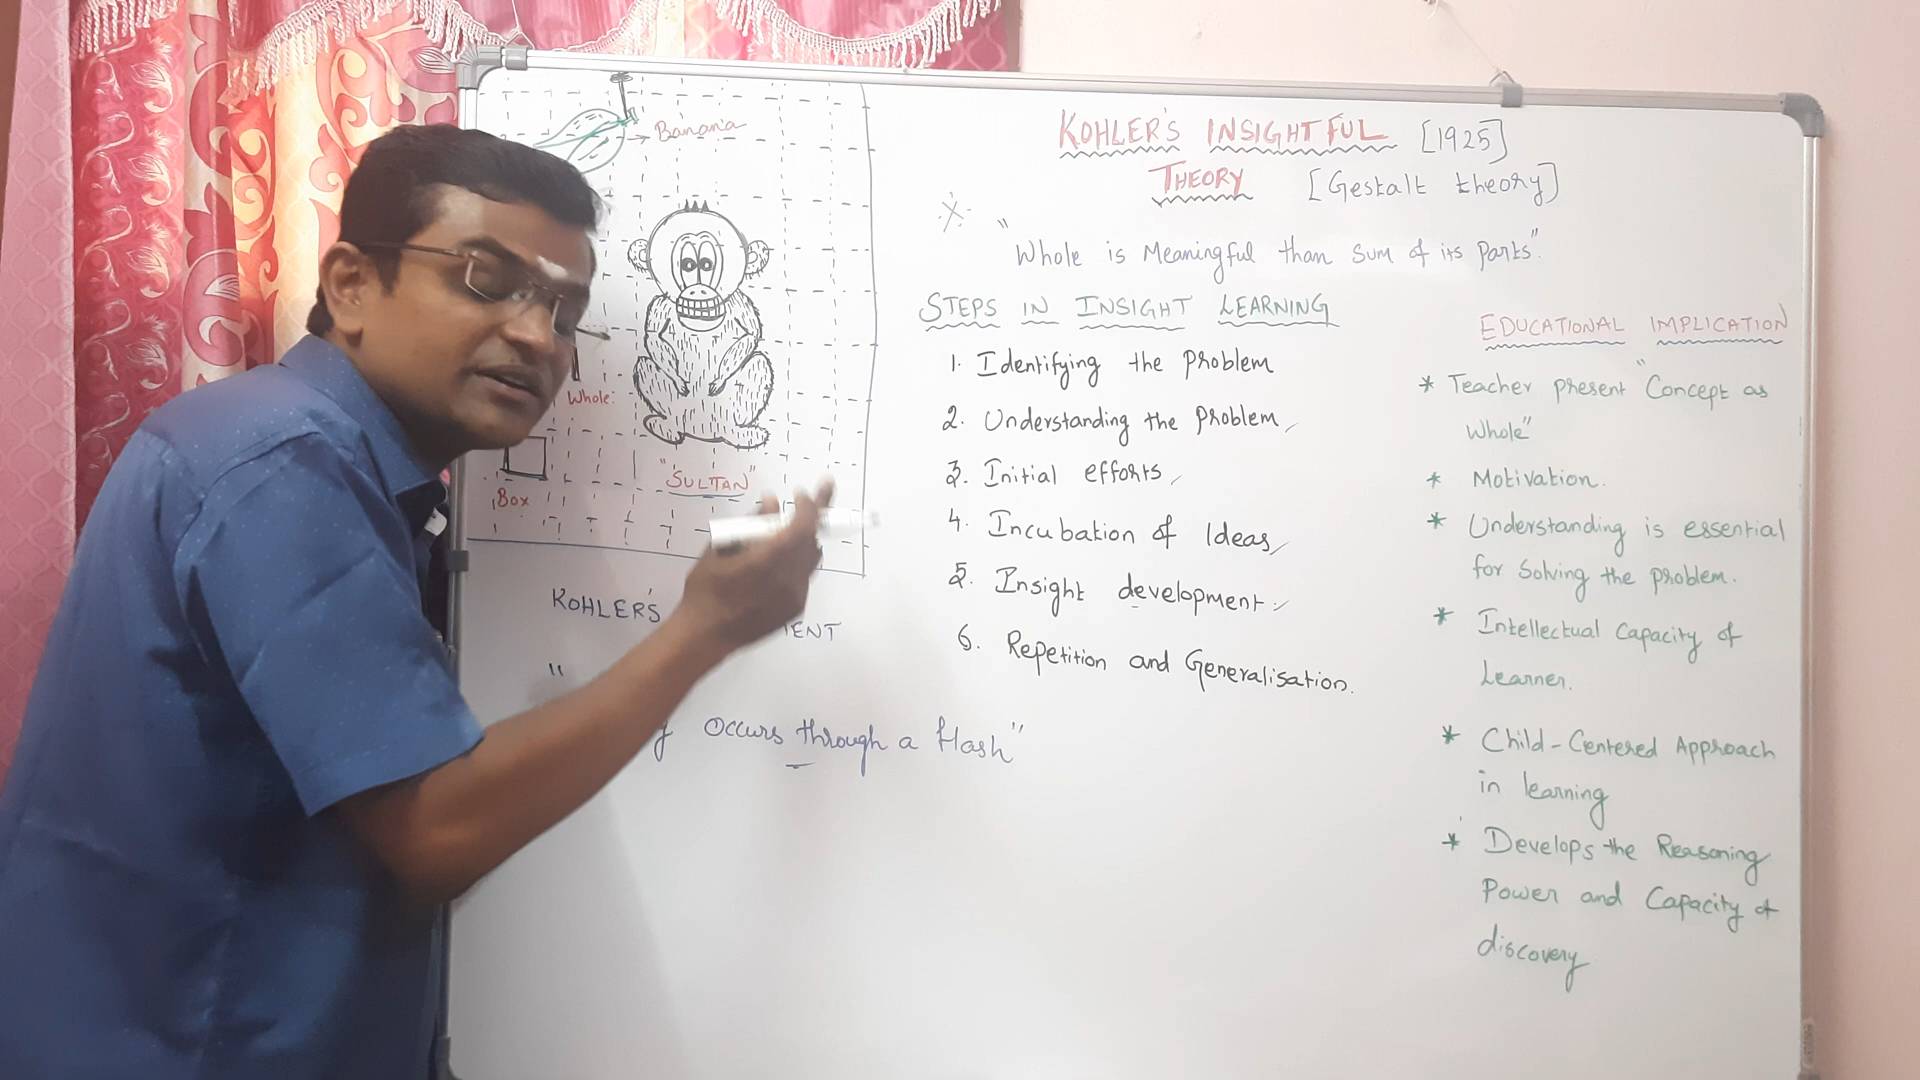 Banana
Whole:
"SULTAN"
Box
KOHLER'S
"
Occurs through a flash"
KOHLER'S INSIGHTFUL [1925]
THEORY [Gestalt theory]
"Whole is Meaningful than Sum of its Parts".
STEPS IN INSIGHT LEARNING
1. Identifying the Problem
2. Understanding the Problem
3. Initial efforts
4. Incubation of Ideas
5. Insight development
6. Repetition and Generalisation.
EDUCATIONAL IMPLICATION
* Teacher present "Concept as
Whole"
* Motivation.
* Understanding is essential
for Solving the problem.
* Intellectual Capacity of
Learner.
* Child-Centered Approach
in learning
* Develops the Reasoning
Power and Capacity of
discovery